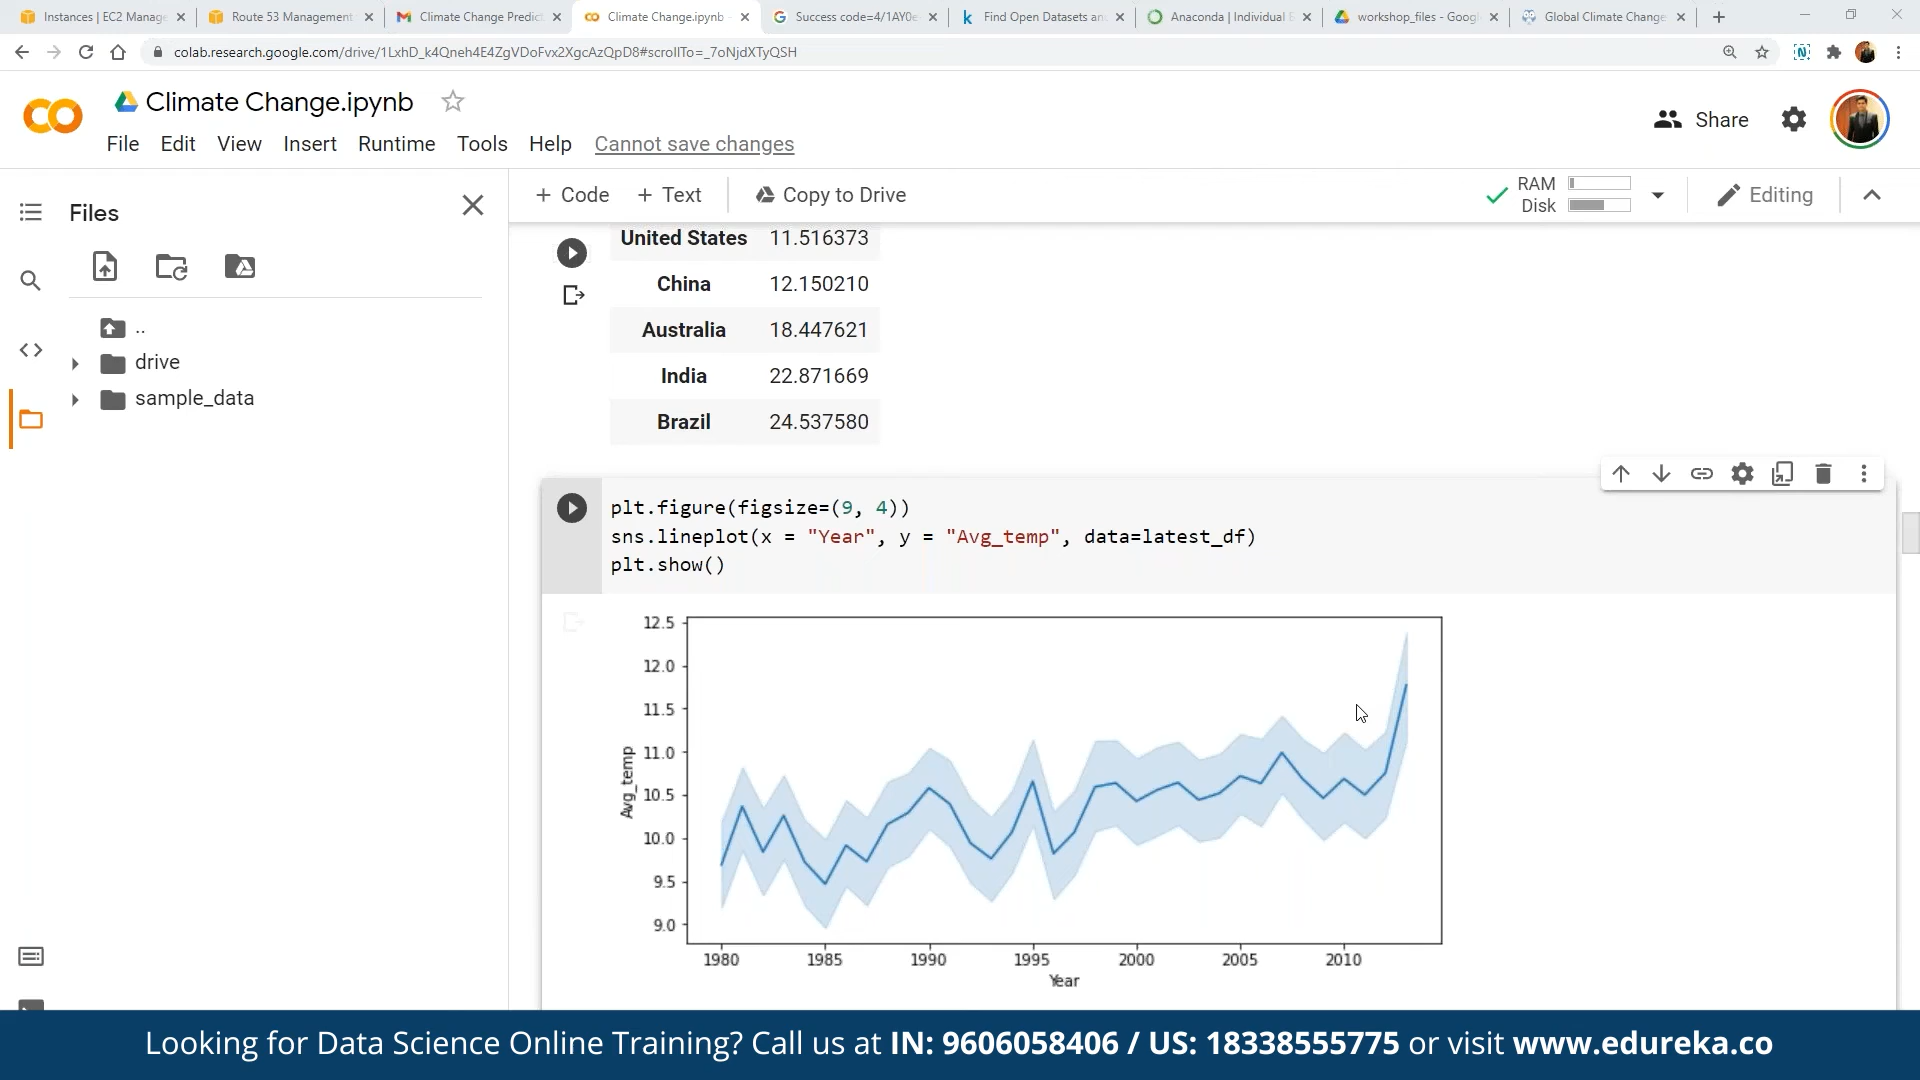 Instances | EC2 Manage
Route 53 Management
Climate Change Predict
Climate Change.ipynb -
Success code=4/1AY0e
Find Open Datasets an
Anaconda | Individual E
workshop_files - Googl
Global Climate Change
colab.research.google.com/drive/1LxhD_k4Qneh4E4ZgVDoFvx2XgcAzQpD8#scrollTo=_7oNjdXTyQSH
Climate Change.ipynb
Share
File Edit View Insert Runtime Tools Help Cannot save changes
+ Code + Text Copy to Drive
RAM
Disk
Editing
Files
..
drive
sample_data
United States 11.516373
China 12.150210
Australia 18.447621
India 22.871669
Brazil 24.537580
plt.figure(figsize=(9, 4))
sns.lineplot(x = "Year", y = "Avg_temp", data=latest_df)
plt.show()
12.5
12.0
11.5
11.0
10.5
10.0
9.5
9.0
Avg_temp
1980 1985 1990 1995 2000 2005 2010
Year
Looking for Data Science Online Training? Call us at IN: 9606058406 / US: 18338555775 or visit www.edureka.co